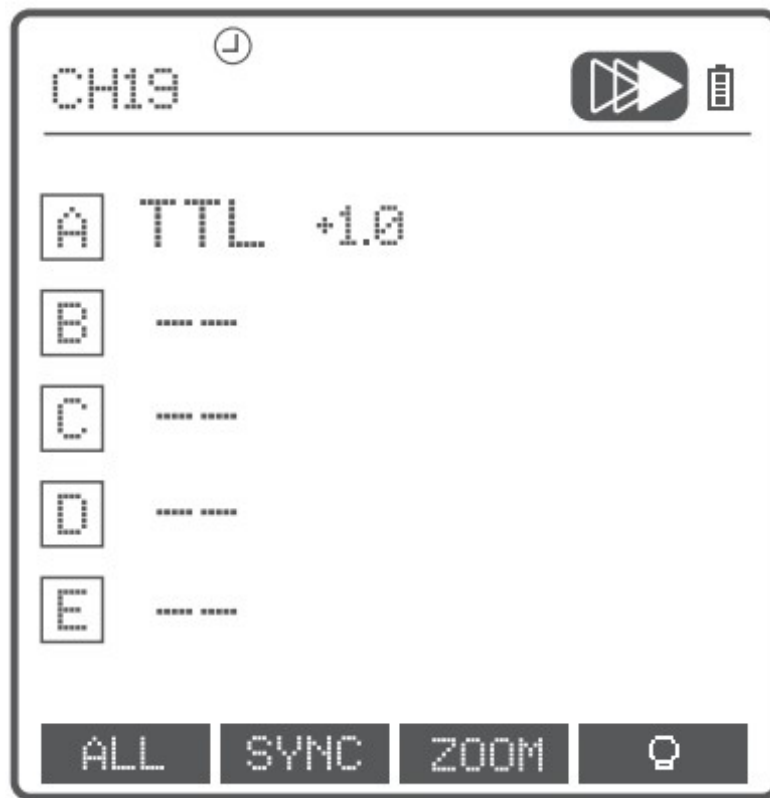 CH19
A TTL +1.0
B -- --
C -- --
D -- --
E -- --
ALL SYNC ZOOM